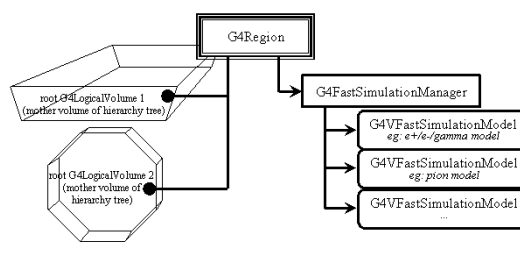 G4Region
root G4LogicalVolume 1
(mother volume of hierarchy tree)
G4FastSimulationManager
G4VFastSimulationModel
eg: e+/e-/gamma model
G4VFastSimulationModel
eg: pion model
G4VFastSimulationModel
...
root G4LogicalVolume 2
(mother volume of
hierarchy tree)